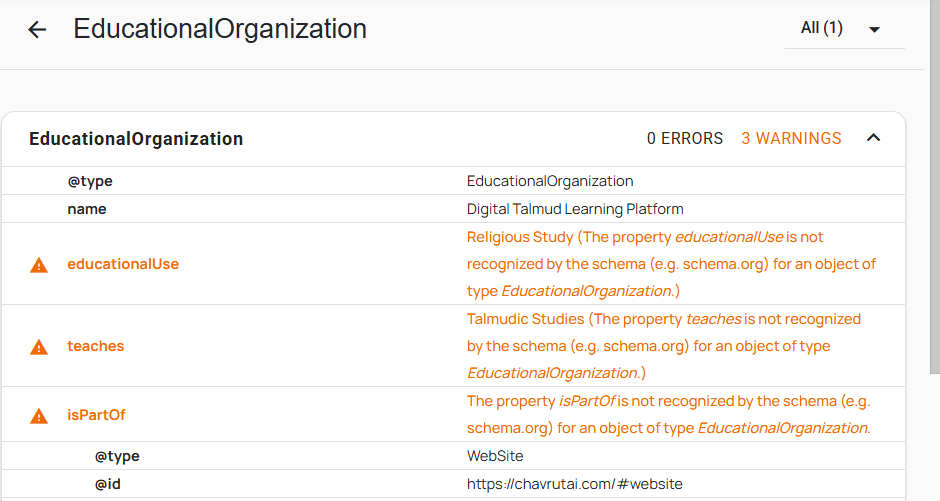 EducationalOrganization
All (1)
EducationalOrganization
0 ERRORS
3 WARNINGS
@type
EducationalOrganization
name
Digital Talmud Learning Platform
educationalUse
Religious Study (The property educationalUse is not
recognized by the schema (e.g. schema.org) for an object of
type EducationalOrganization.)
teaches
Talmudic Studies (The property teaches is not recognized
by the schema (e.g. schema.org) for an object of type
EducationalOrganization.)
isPartOf
The property isPartOf is not recognized by the schema (e.g.
schema.org) for an object of type EducationalOrganization.
@type
WebSite
@id
https://chavrutai.com/#website